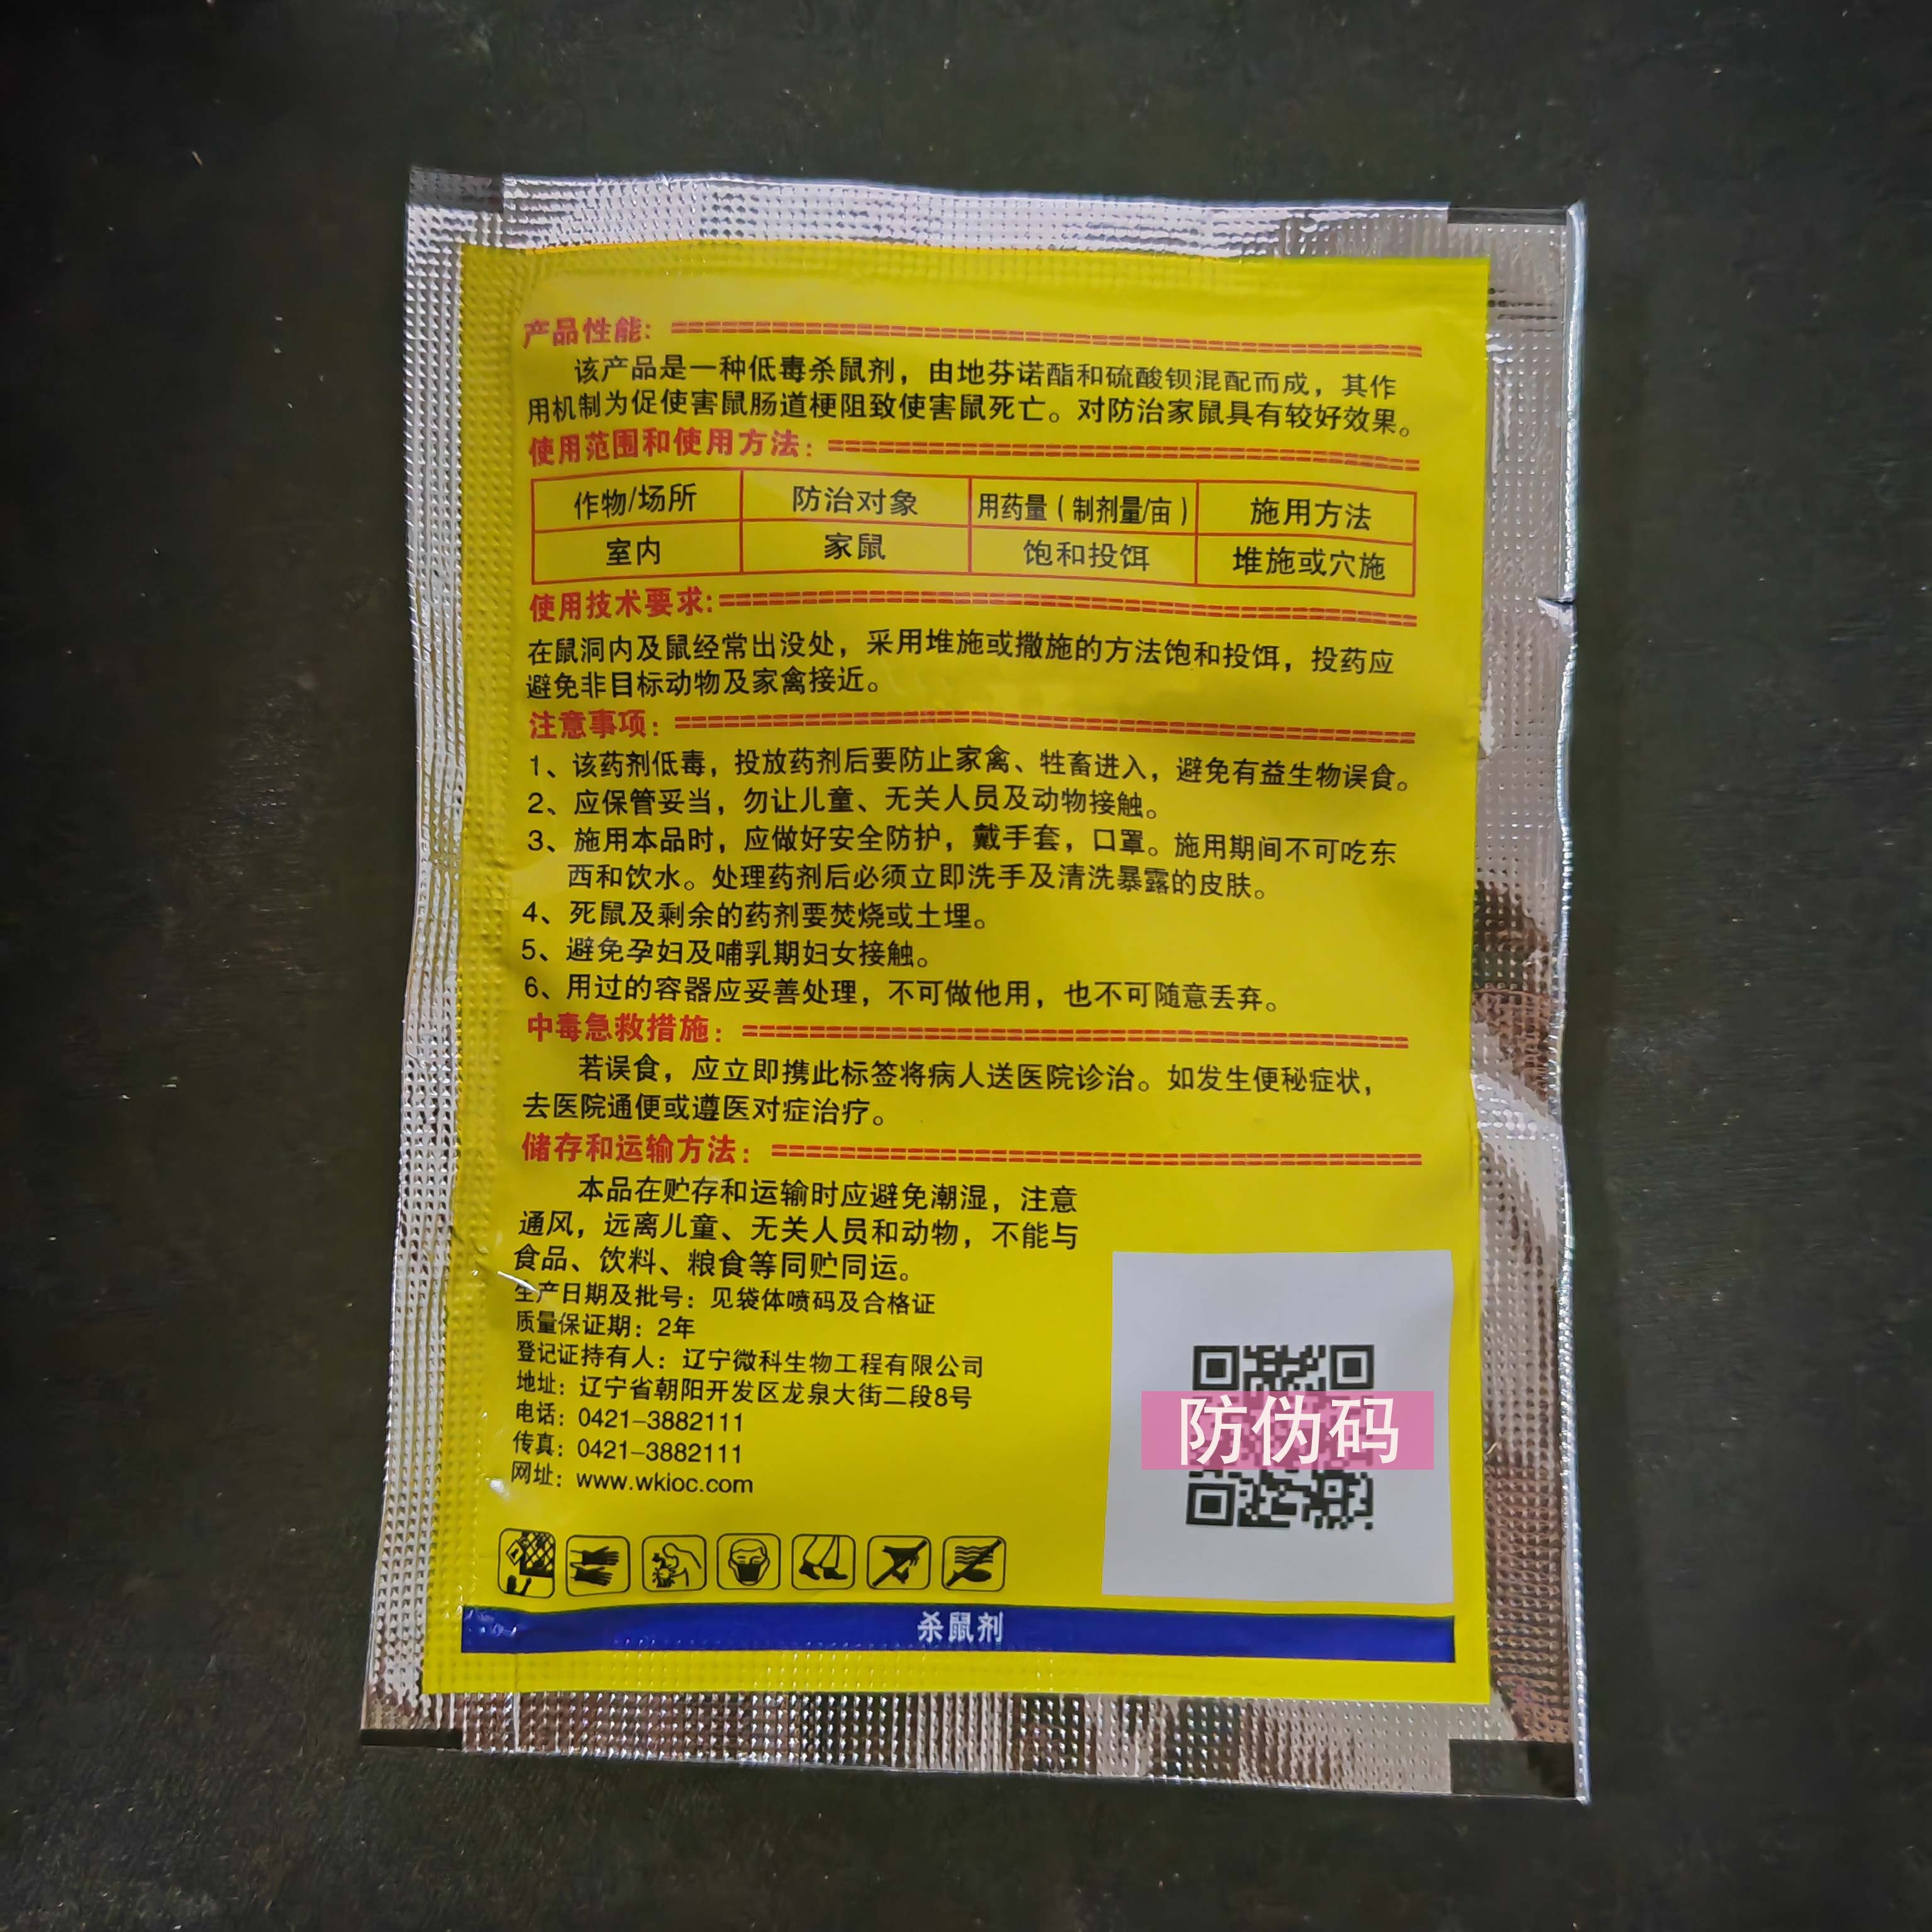 产品性能：
该产品是一种低毒杀鼠剂，由地芬诺酯和硫酸钡混配而成，其作
用机制为促使害鼠肠道梗阻致使害鼠死亡。对防治家鼠具有较好效果。
使用范围和使用方法：
作物/场所 防治对象 用药量（制剂量/亩） 施用方法
室内 家鼠 饱和投饵 堆施或穴施
使用技术要求:
在鼠洞内及鼠经常出没处，采用堆施或撒施的方法饱和投饵，投药应
避免非目标动物及家禽接近。
注意事项：
1、该药剂低毒，投放药剂后要防止家禽、牲畜进入，避免有益生物误食。
2、应保管妥当，勿让儿童、无关人员及动物接触。
3、施用本品时，应做好安全防护，戴手套，口罩。施用期间不可吃东
西和饮水。处理药剂后必须立即洗手及清洗暴露的皮肤。
4、死鼠及剩余的药剂要焚烧或土埋。
5、避免孕妇及哺乳期妇女接触。
6、用过的容器应妥善处理，不可做他用，也不可随意丢弃。
中毒急救措施：
若误食，应立即携此标签将病人送医院诊治。如发生便秘症状，
去医院通便或遵医对症治疗。
储存和运输方法：
本品在贮存和运输时应避免潮湿，注意
通风，远离儿童、无关人员和动物，不能与
食品、饮料、粮食等同贮同运。
生产日期及批号：见袋体喷码及合格证
质量保证期：2年
登记证持有人：辽宁微科生物工程有限公司
地址：辽宁省朝阳开发区龙泉大街二段8号
电话：0421-3882111
传真：0421-3882111
网址：www.wkioc.com
防伪码
杀鼠剂